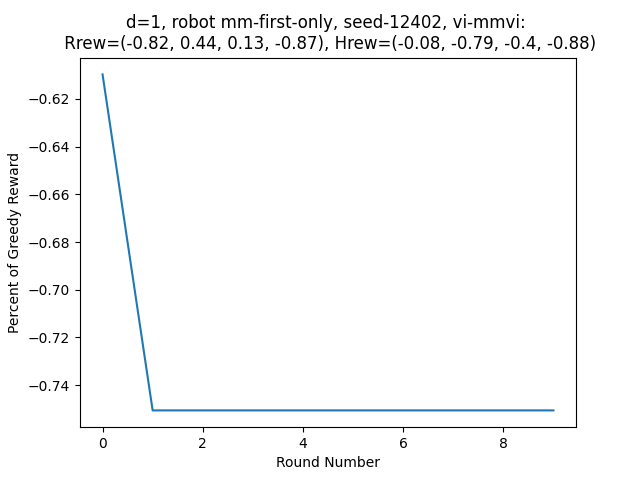 d=1, robot mm-first-only, seed-12402, vi-mmvi:
Rrew=(-0.82, 0.44, 0.13, -0.87), Hrew=(-0.08, -0.79, -0.4, -0.88)
Percent of Greedy Reward
−0.62
−0.64
−0.66
−0.68
−0.70
−0.72
−0.74
0 2 4 6 8
Round Number